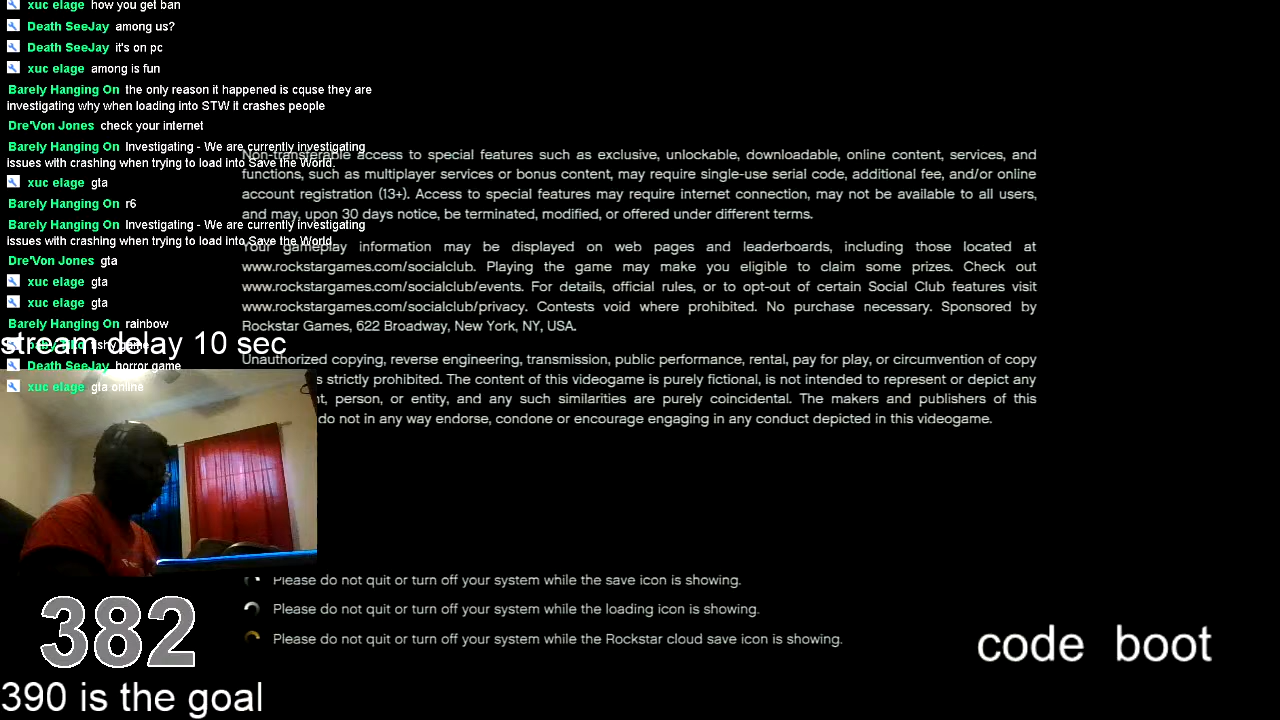 xuc elage how you get ban
Death SeeJay among us?
Death SeeJay it's on pc
xuc elage among is fun
Barely Hanging On the only reason it happened is cquse they are
investigating why when loading into STW it crashes people
Dre'Von Jones check your internet
Barely Hanging On Investigating - We are currently investigating
issues with crashing when trying to load into Save the World.
xuc elage gta
Barely Hanging On r6
Barely Hanging On Investigating - We are currently investigating
issues with crashing when trying to load into Save the World.
Dre'Von Jones gta
xuc elage gta
xuc elage gta
Barely Hanging On rainbow
stream delay 10 sec
Death SeeJay horror game
xuc elage gta online
Non-transferable access to special features such as exclusive, unlockable, downloadable, online content, services, and
functions, such as multiplayer services or bonus content, may require single-use serial code, additional fee, and/or online
account registration (13+). Access to special features may require internet connection, may not be available to all users,
and may, upon 30 days notice, be terminated, modified, or offered under different terms.
Your gameplay information may be displayed on web pages and leaderboards, including those located at
www.rockstargames.com/socialclub. Playing the game may make you eligible to claim some prizes. Check out
www.rockstargames.com/socialclub/events. For details, official rules, or to opt-out of certain Social Club features visit
www.rockstargames.com/socialclub/privacy. Contests void where prohibited. No purchase necessary. Sponsored by
Rockstar Games, 622 Broadway, New York, NY, USA.
Unauthorized copying, reverse engineering, transmission, public performance, rental, pay for play, or circumvention of copy
s strictly prohibited. The content of this videogame is purely fictional, is not intended to represent or depict any
person, or entity, and any such similarities are purely coincidental. The makers and publishers of this
do not in any way endorse, condone or encourage engaging in any conduct depicted in this videogame.
Please do not quit or turn off your system while the save icon is showing.
Please do not quit or turn off your system while the loading icon is showing.
Please do not quit or turn off your system while the Rockstar cloud save icon is showing.
382
390 is the goal
code boot